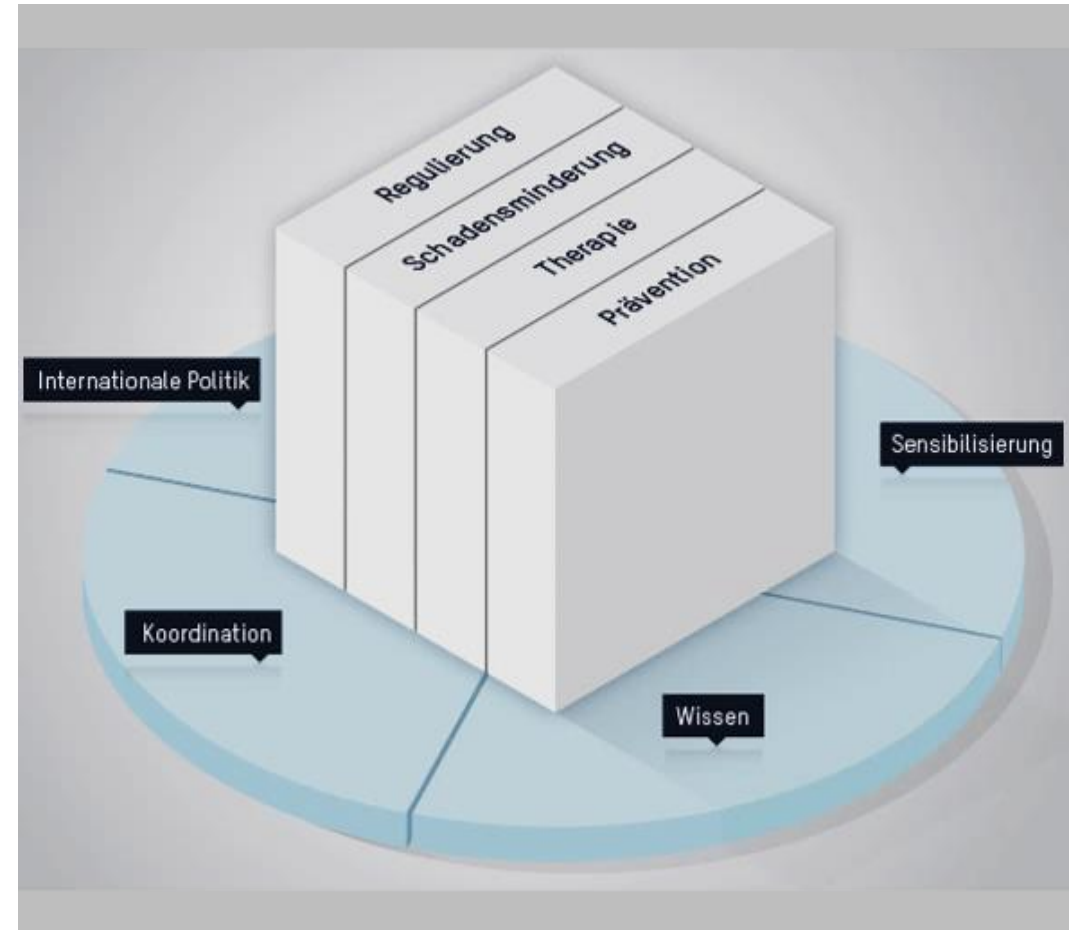 Regulierung
Schadensminderung
Therapie
Prävention
Internationale Politik
Sensibilisierung
Koordination
Wissen